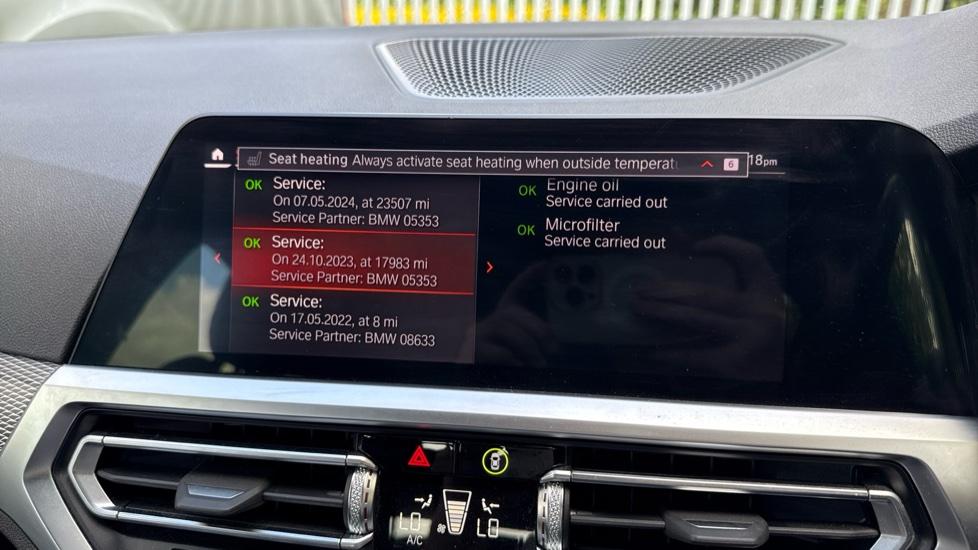 Seat heating Always activate seat heating when outside temperat 6 18pm
OK Service:
On 07.05.2024, at 23507 mi
Service Partner: BMW 05353
OK Service:
On 24.10.2023, at 17983 mi
Service Partner: BMW 05353
OK Service:
On 17.05.2022, at 8 mi
Service Partner: BMW 08633
OK Engine oil
Service carried out
OK Microfilter
Service carried out
LO LO
A/C